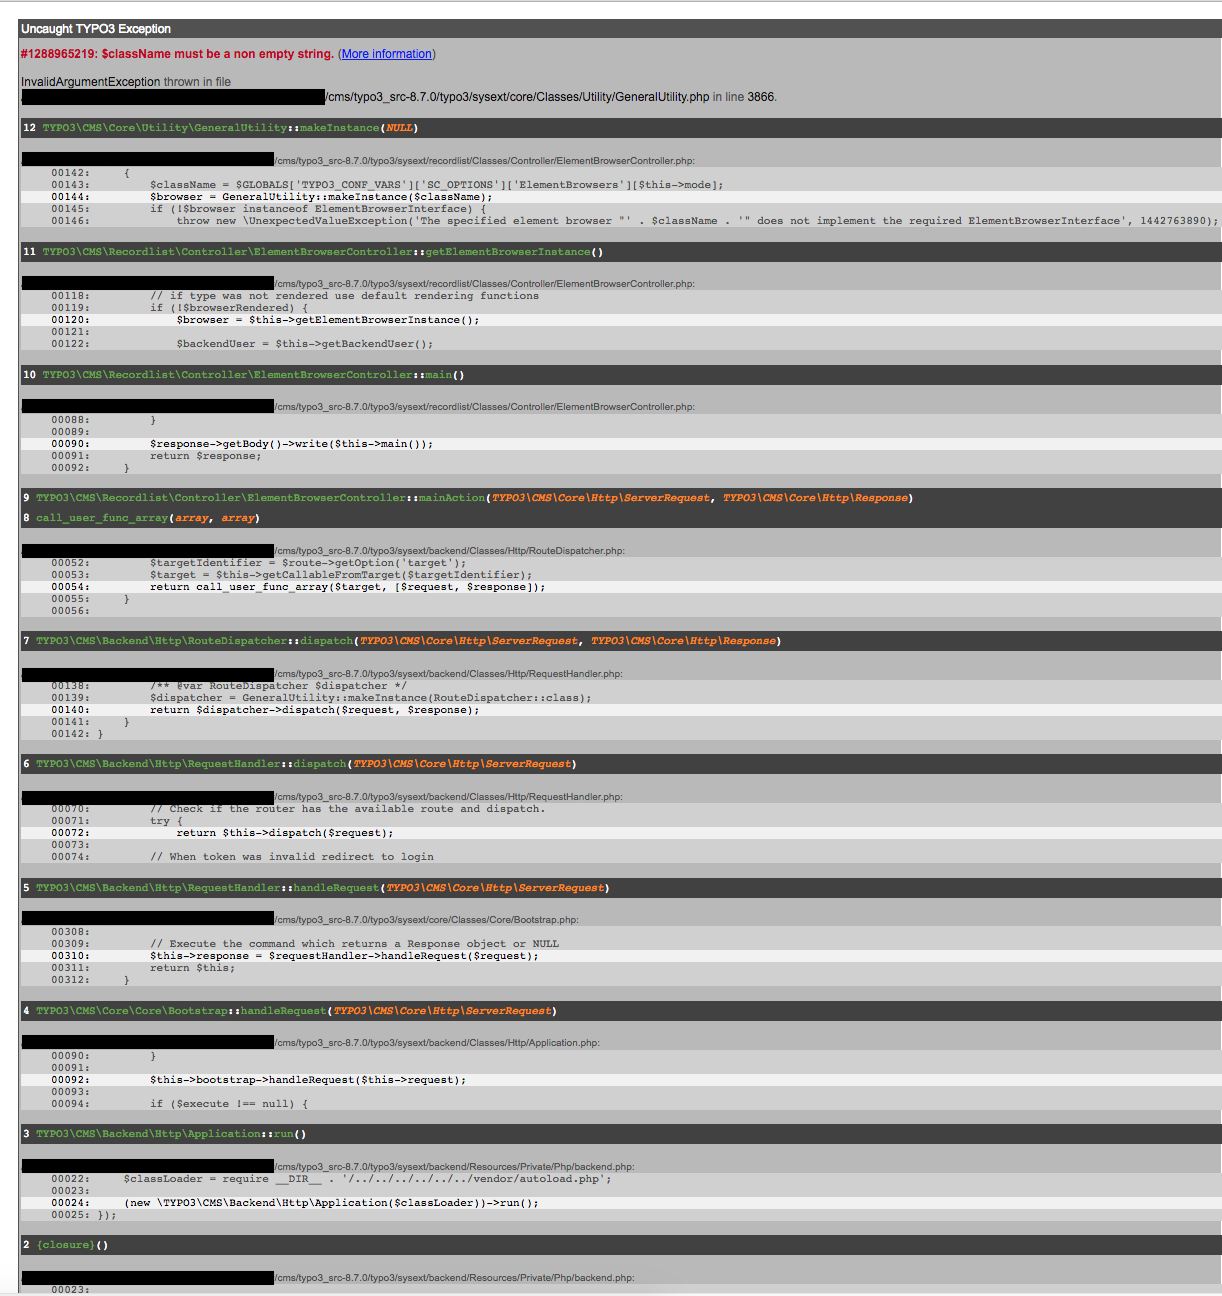 Uncaught TYPO3 Exception
#1288965219: $className must be a non empty string. (More information)
InvalidArgumentException thrown in file
/cms/typo3_src-8.7.0/typo3/sysext/core/Classes/Utility/GeneralUtility.php in line 3866.
12 TYPO3\CMS\Core\Utility\GeneralUtility::makeInstance(NULL)
/cms/typo3_src-8.7.0/typo3/sysext/recordlist/Classes/Controller/ElementBrowserController.php:
00142: {
00143: $className = $GLOBALS['TYPO3_CONF_VARS']['SC_OPTIONS']['ElementBrowsers'][$this->mode];
00144: $browser = GeneralUtility::makeInstance($className);
00145: if (!$browser instanceof ElementBrowserInterface) {
00146: throw new \UnexpectedValueException('The specified element browser "' . $className . '" does not implement the required ElementBrowserInterface', 1442763890);
11 TYPO3\CMS\Recordlist\Controller\ElementBrowserController::getElementBrowserInstance()
/cms/typo3_src-8.7.0/typo3/sysext/recordlist/Classes/Controller/ElementBrowserController.php:
00118: // if type was not rendered use default rendering functions
00119: if (!$browserRendered) {
00120: $browser = $this->getElementBrowserInstance();
00121:
00122: $backendUser = $this->getBackendUser();
10 TYPO3\CMS\Recordlist\Controller\ElementBrowserController::main()
/cms/typo3_src-8.7.0/typo3/sysext/recordlist/Classes/Controller/ElementBrowserController.php:
00088: }
00089:
00090: $response->getBody()->write($this->main());
00091: return $response;
00092: }
9 TYPO3\CMS\Recordlist\Controller\ElementBrowserController::mainAction(TYPO3\CMS\Core\Http\ServerRequest, TYPO3\CMS\Core\Http\Response)
8 call_user_func_array(array, array)
/cms/typo3_src-8.7.0/typo3/sysext/backend/Classes/Http/RouteDispatcher.php:
00052: $targetIdentifier = $route->getOption('target');
00053: $target = $this->getCallableFromTarget($targetIdentifier);
00054: return call_user_func_array($target, [$request, $response]);
00055: }
00056:
7 TYPO3\CMS\Backend\Http\RouteDispatcher::dispatch(TYPO3\CMS\Core\Http\ServerRequest, TYPO3\CMS\Core\Http\Response)
/cms/typo3_src-8.7.0/typo3/sysext/backend/Classes/Http/RequestHandler.php:
00138: /** @var RouteDispatcher $dispatcher */
00139: $dispatcher = GeneralUtility::makeInstance(RouteDispatcher::class);
00140: return $dispatcher->dispatch($request, $response);
00141: }
00142: }
6 TYPO3\CMS\Backend\Http\RequestHandler::dispatch(TYPO3\CMS\Core\Http\ServerRequest)
/cms/typo3_src-8.7.0/typo3/sysext/backend/Classes/Http/RequestHandler.php:
00070: // Check if the router has the available route and dispatch.
00071: try {
00072: return $this->dispatch($request);
00073:
00074: // When token was invalid redirect to login
5 TYPO3\CMS\Backend\Http\RequestHandler::handleRequest(TYPO3\CMS\Core\Http\ServerRequest)
/cms/typo3_src-8.7.0/typo3/sysext/core/Classes/Core/Bootstrap.php:
00308:
00309: // Execute the command which returns a Response object or NULL
00310: $this->response = $requestHandler->handleRequest($request);
00311: return $this;
00312: }
4 TYPO3\CMS\Core\Core\Bootstrap::handleRequest(TYPO3\CMS\Core\Http\ServerRequest)
/cms/typo3_src-8.7.0/typo3/sysext/backend/Classes/Http/Application.php:
00090: }
00091:
00092: $this->bootstrap->handleRequest($this->request);
00093:
00094: if ($execute !== null) {
3 TYPO3\CMS\Backend\Http\Application::run()
/cms/typo3_src-8.7.0/typo3/sysext/backend/Resources/Private/Php/backend.php:
00022: $classLoader = require __DIR__ . '/../../../../../../vendor/autoload.php';
00023:
00024: (new \TYPO3\CMS\Backend\Http\Application($classLoader))->run();
00025: });
2 {closure}()
/cms/typo3_src-8.7.0/typo3/sysext/backend/Resources/Private/Php/backend.php:
00023: